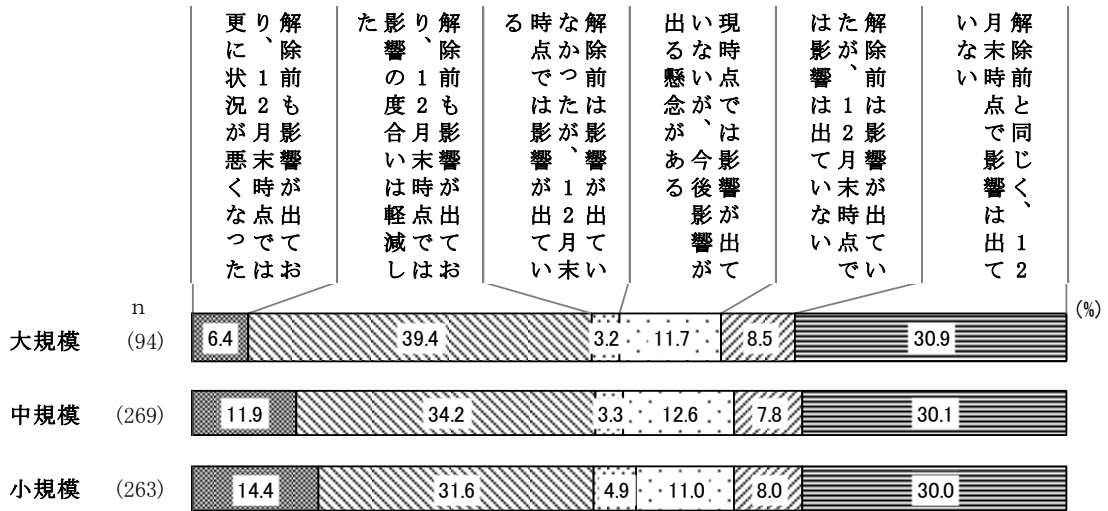 解除前も影響が出てお
り、12月末時点では
更に状況が悪くなった
解除前も影響が出てお
り、12月末時点では
影響の度合いは軽減し
た
解除前は影響が出てい
なかったが、12月末
時点では影響が出てい
る
現時点では影響が出て
いないが、今後影響が
出る懸念がある
解除前は影響が出てい
たが、12月末時点で
は影響は出ていない
解除前と同じく、12
月末時点で影響は出て
いない
n
(%)
大規模 (94) 6.4 39.4 3.2 11.7 8.5 30.9
中規模 (269) 11.9 34.2 3.3 12.6 7.8 30.1
小規模 (263) 14.4 31.6 4.9 11.0 8.0 30.0